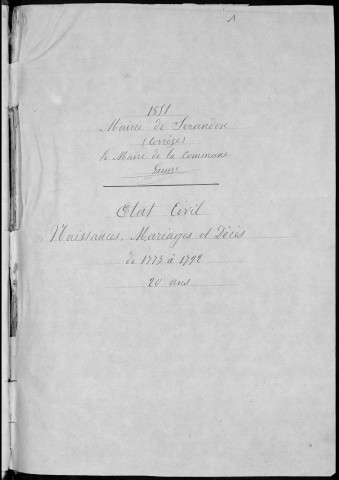 1
1851
Mairie de Sérandon
(Corrèze)
le Maire de la Commune
Etat Civil
Naissances, Mariages et Décès
de 1773 à 1792
20 ans